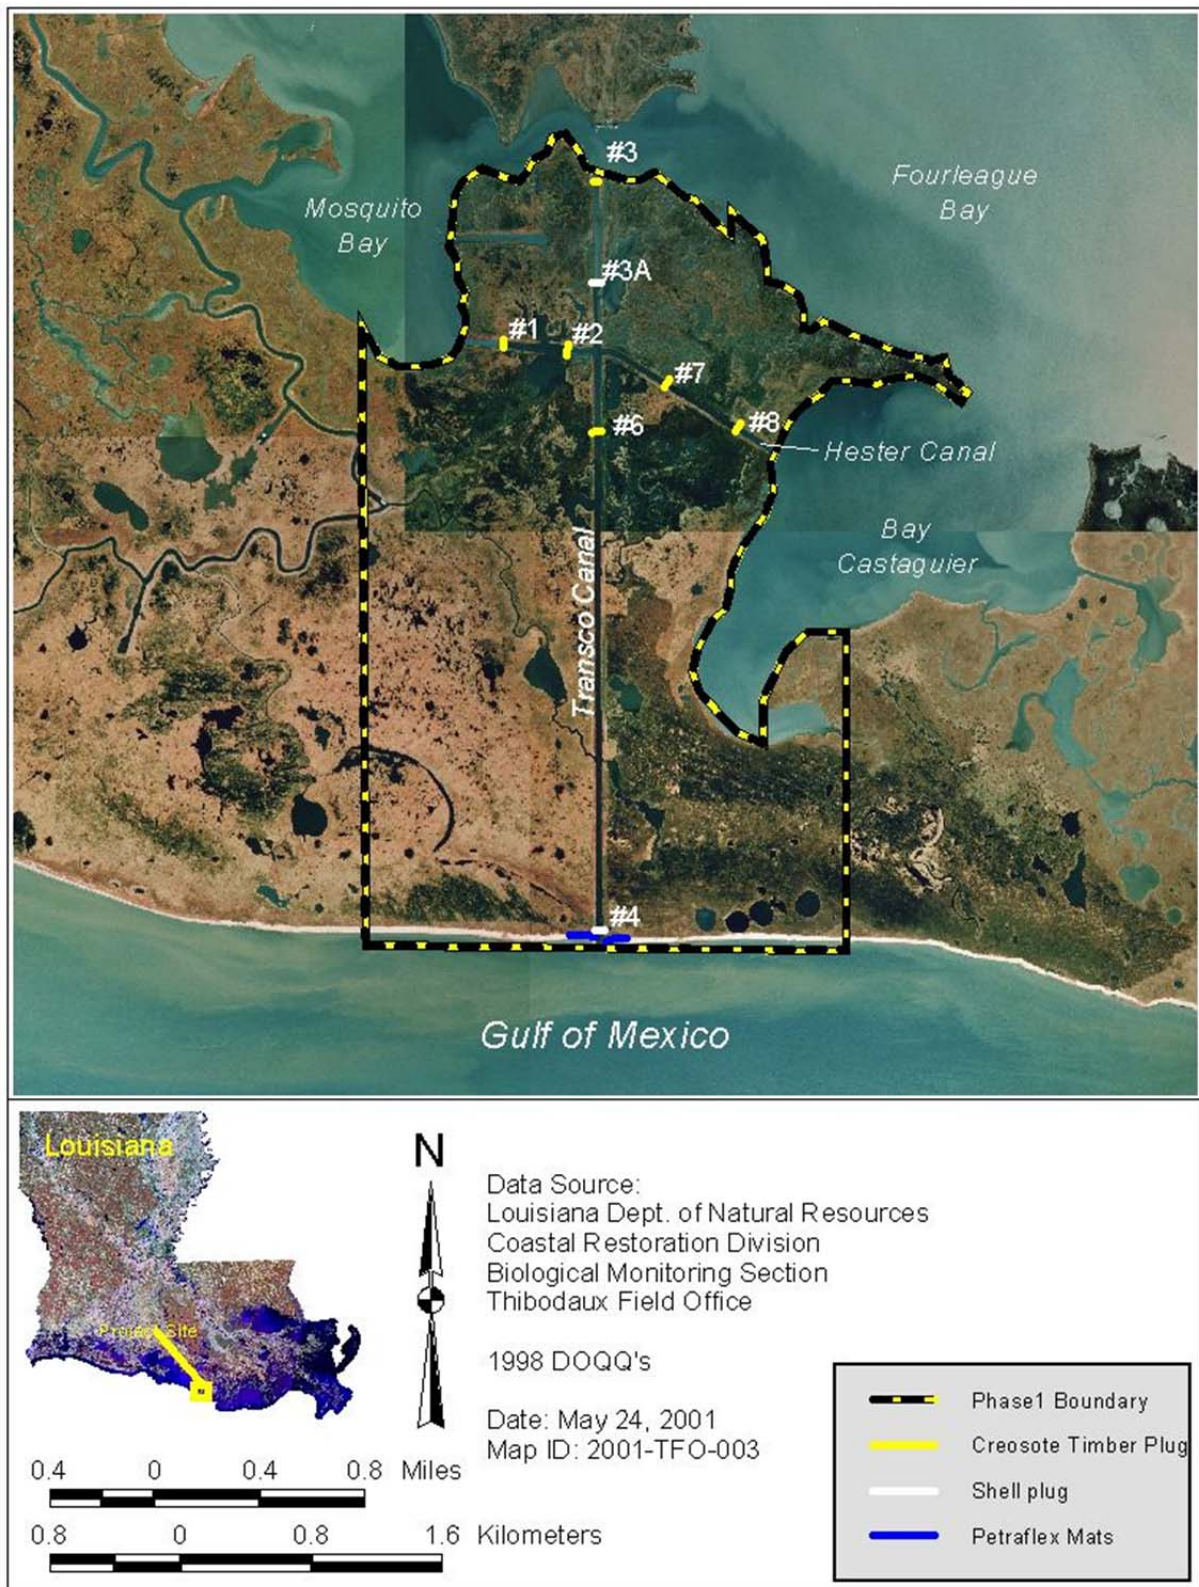 #3
Fourleague
Bay
Mosquito
Bay
#3A
#1
#2
#7
#6
#8
Hester Canal
Bay
Castaguier
Transco Canal
#4
Gulf of Mexico
Louisiana
Project Site
N
Data Source:
Louisiana Dept. of Natural Resources
Coastal Restoration Division
Biological Monitoring Section
Thibodaux Field Office
1998 DOQQ's
Date: May 24, 2001
Map ID: 2001-TFO-003
0.4 0 0.4 0.8 Miles
0.8 0 0.8 1.6 Kilometers
Phase1 Boundary
Creosote Timber Plug
Shell plug
Petraflex Mats